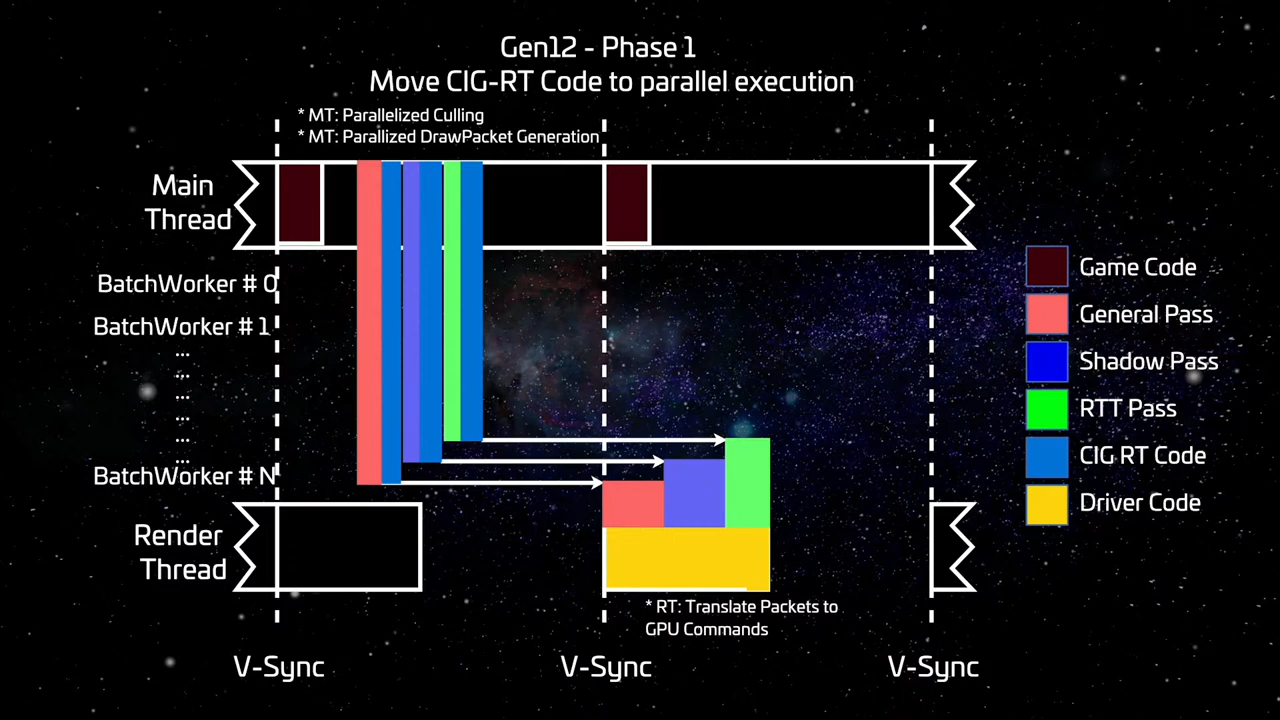 Gen12 - Phase 1
Move CIG-RT Code to parallel execution
* MT: Parallelized Culling
* MT: Parallized DrawPacket Generation
Main
Thread
BatchWorker # 0
BatchWorker # 1
...
...
...
...
...
...
BatchWorker # N
Render
Thread
Game Code
General Pass
Shadow Pass
RTT Pass
CIG RT Code
Driver Code
* RT: Translate Packets to
GPU Commands
V-Sync
V-Sync
V-Sync